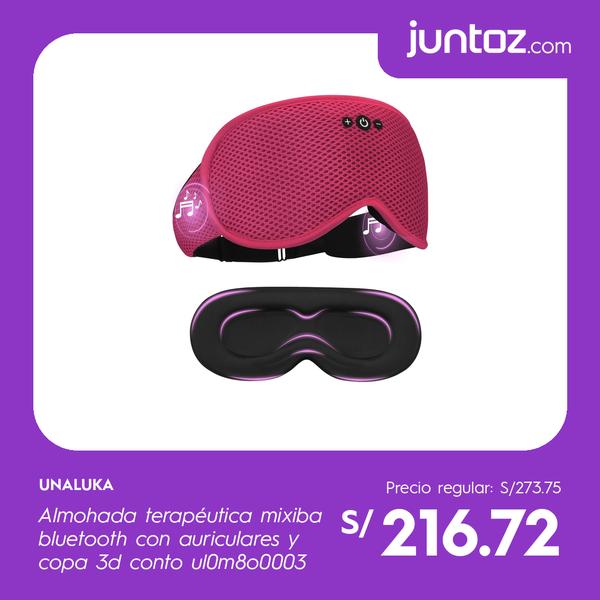 juntoz.com
UNALUKA
Almohada terapéutica mixiba
bluetooth con auriculares y
copa 3d conto ul0m8o0003
Precio regular: S/273.75
S/216.72